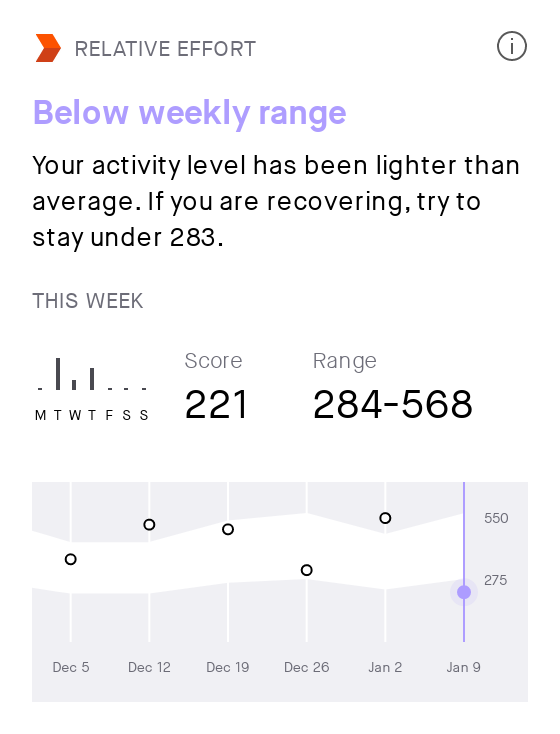 RELATIVE EFFORT
Below weekly range
Your activity level has been lighter than
average. If you are recovering, try to
stay under 283.
THIS WEEK
Score Range
221 284-568
M T W T F S S
550
275
Dec 5 Dec 12 Dec 19 Dec 26 Jan 2 Jan 9